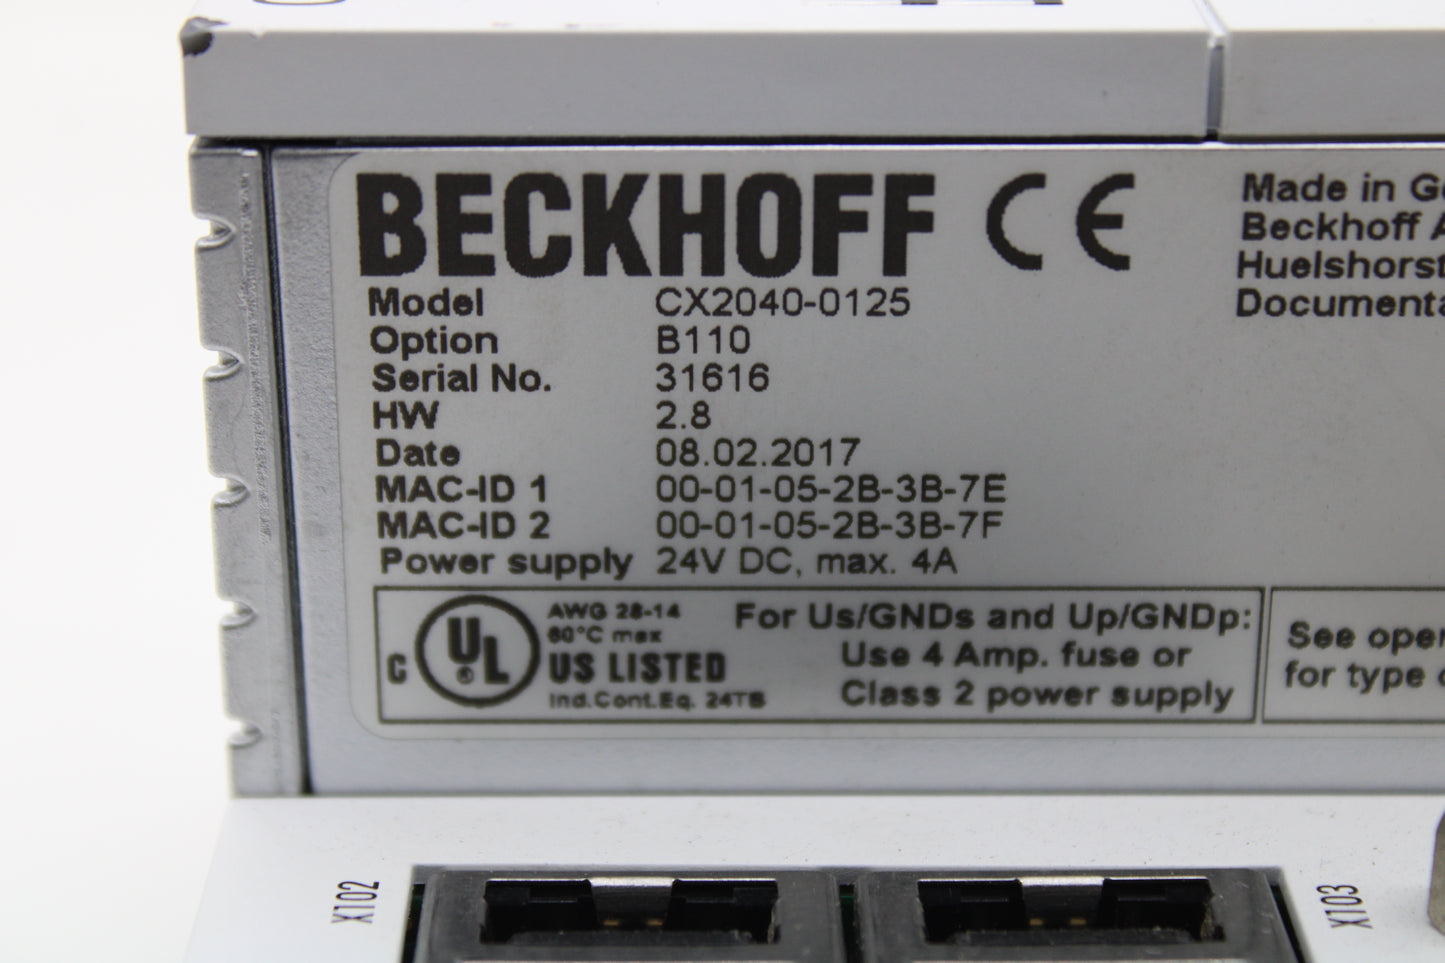 BECKHOFF CE
Model CX2040-0125
Option B110
Serial No. 31616
HW 2.8
Date 08.02.2017
MAC-ID 1 00-01-05-2B-3B-7E
MAC-ID 2 00-01-05-2B-3B-7F
Power supply 24V DC, max. 4A
Made in G
Beckhoff A
Huelshorst
Documenta
C UL ® US LISTED
AWG 28-14
60°C max
Ind.Cont.Eq. 24TB
For Us/GNDs and Up/GNDp:
Use 4 Amp. fuse or
Class 2 power supply
See oper
for type
X102
X103